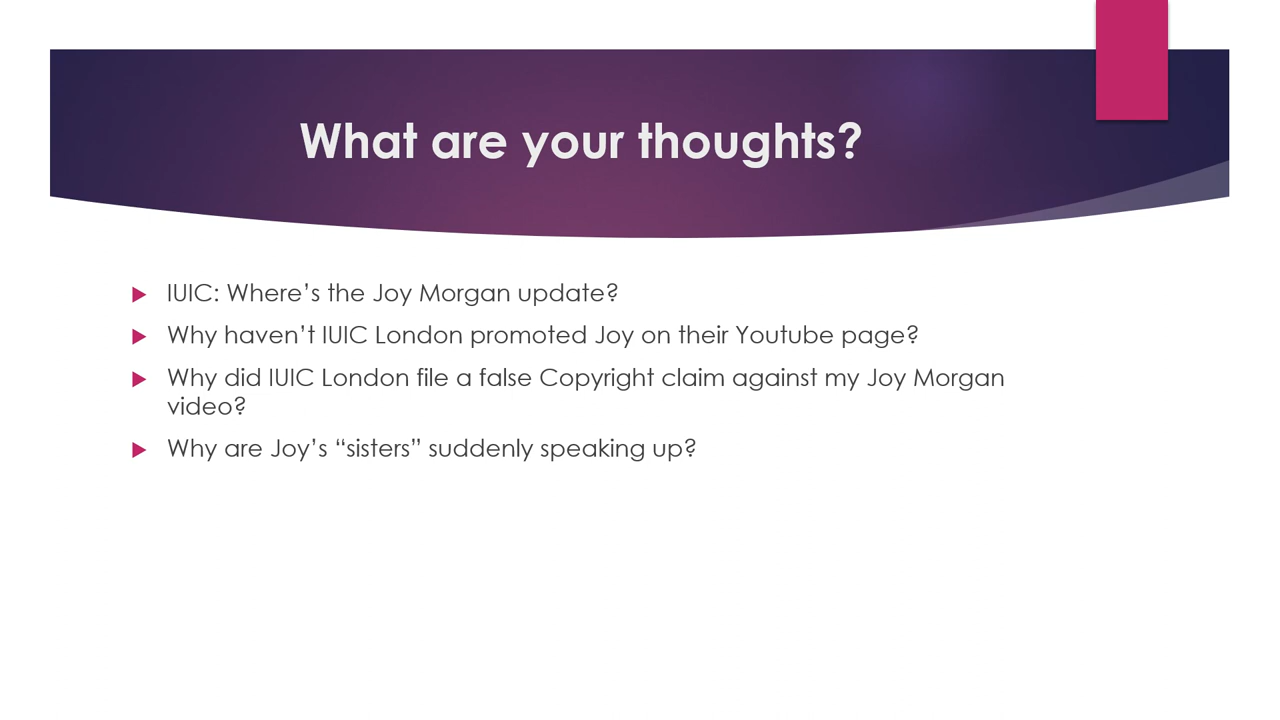 What are your thoughts?
IUIC: Where’s the Joy Morgan update?
Why haven’t IUIC London promoted Joy on their Youtube page?
Why did IUIC London file a false Copyright claim against my Joy Morgan
video?
Why are Joy’s “sisters” suddenly speaking up?